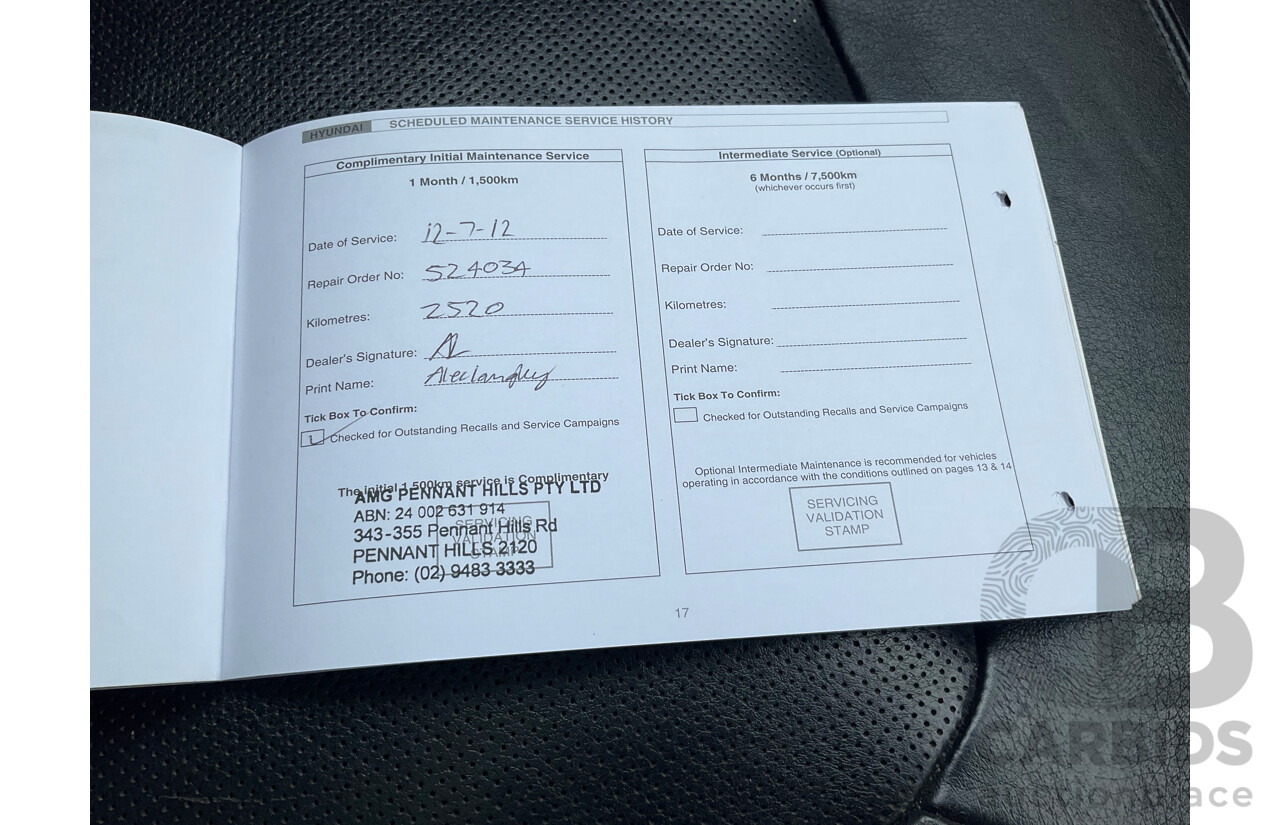 HYUNDAI SCHEDULED MAINTENANCE SERVICE HISTORY
Complimentary Initial Maintenance Service
1 Month / 1,500km
Date of Service: 12-7-12
Repair Order No: 524034
Kilometres: 2520
Dealer's Signature:
Print Name:
Tick Box To Confirm:
Checked for Outstanding Recalls and Service Campaigns
The initial 1,500km service is Complimentary
AMG PENNANT HILLS PTY LTD
ABN: 24 002 631 914
343-355 Pennant Hills Rd
PENNANT HILLS 2120
Phone: (02) 9483 3333
SERVICING
VALIDATION
STAMP
Intermediate Service (Optional)
6 Months / 7,500km
(whichever occurs first)
Date of Service:
Repair Order No:
Kilometres:
Dealer's Signature:
Print Name:
Tick Box To Confirm:
Checked for Outstanding Recalls and Service Campaigns
Optional Intermediate Maintenance is recommended for vehicles
operating in accordance with the conditions outlined on pages 13 & 14
SERVICING
VALIDATION
STAMP
17
CARBIDS
auctionplace